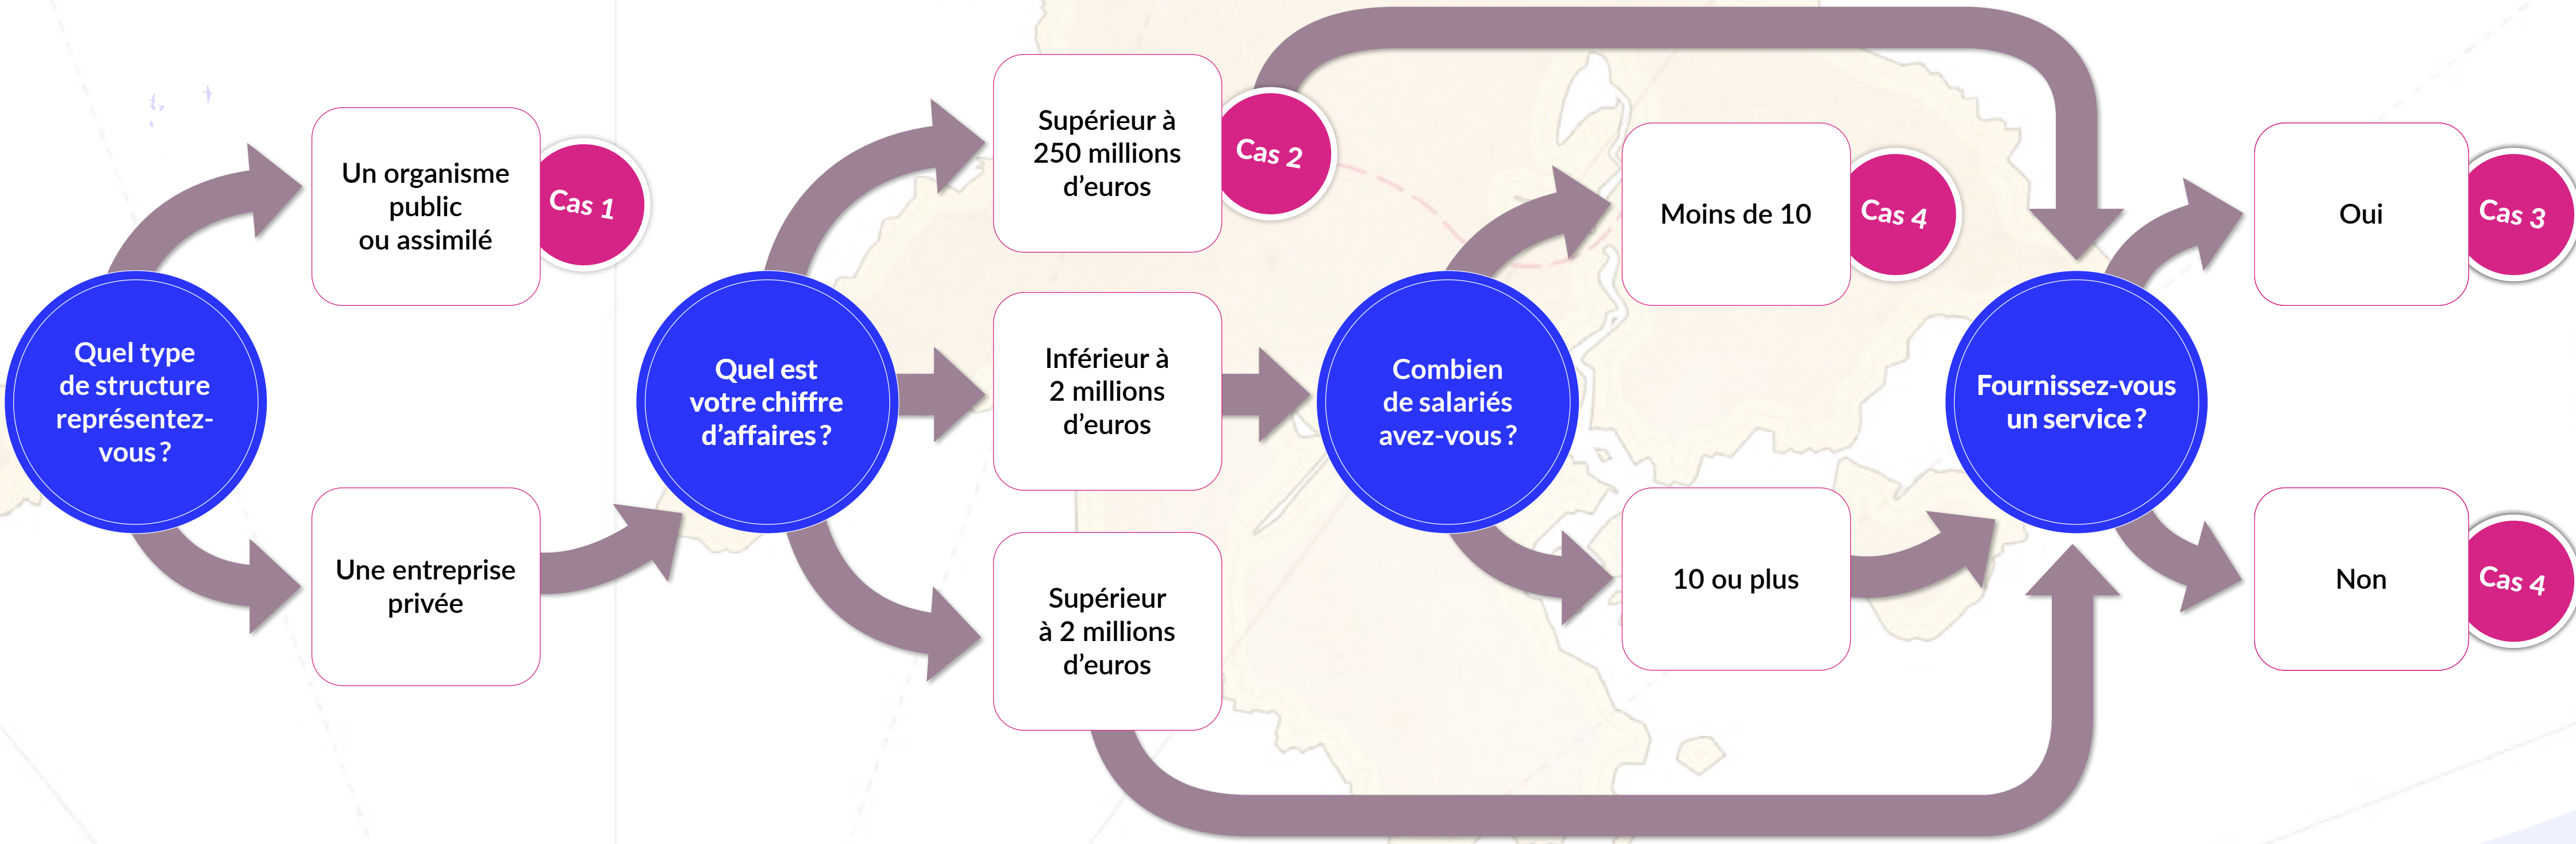 Quel type
de structure
représentez-
vous ?
Un organisme
public
ou assimilé
Cas 1
Une entreprise
privée
Quel est
votre chiffre
d’affaires ?
Supérieur à
250 millions
d’euros
Cas 2
Inférieur à
2 millions
d’euros
Supérieur
à 2 millions
d’euros
Combien
de salariés
avez-vous ?
Moins de 10
Cas 4
10 ou plus
Fournissez-vous
un service ?
Oui
Cas 3
Non
Cas 4